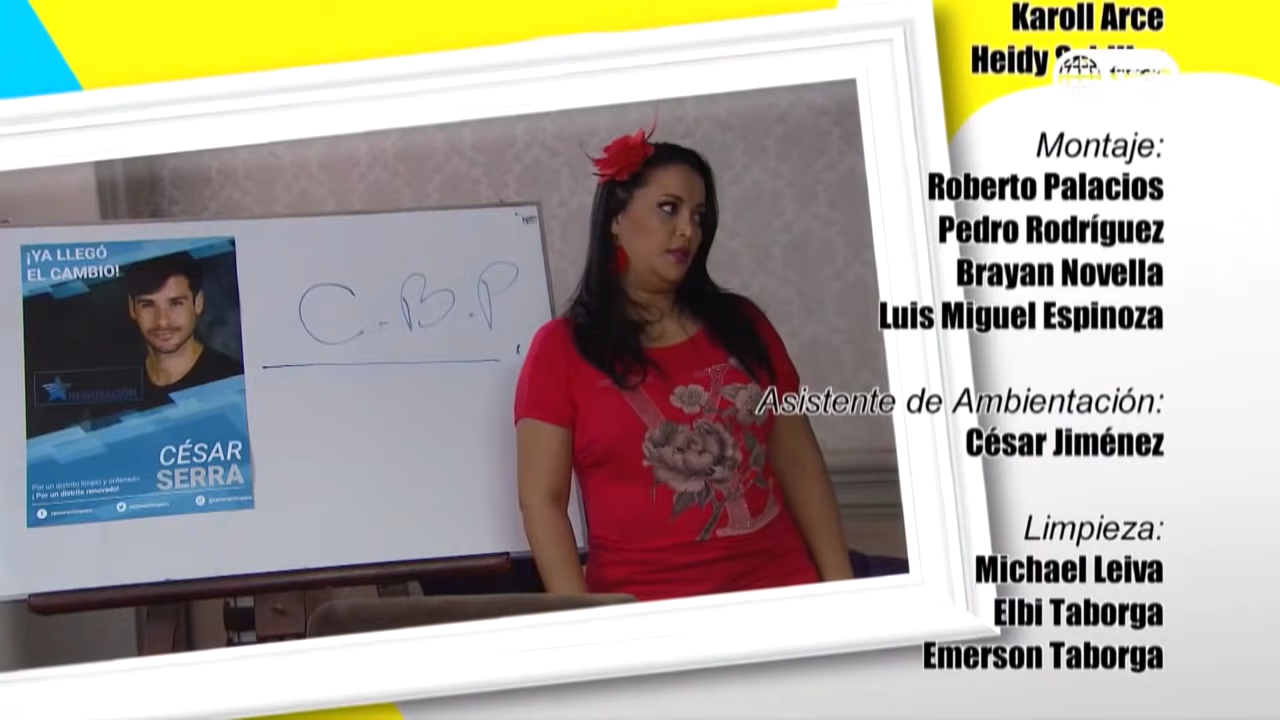 ¡YA LLEGÓ
EL CAMBIO!
RENOVACIÓN
CÉSAR
SERRA
Por un distrito limpio y ordenado.
¡Por un distrito renovado!
C.B.P
Karoll Arce
Heidy
Montaje:
Roberto Palacios
Pedro Rodríguez
Brayan Novella
Luis Miguel Espinoza
Asistente de Ambientación:
César Jiménez
Limpieza:
Michael Leiva
Elbi Taborga
Emerson Taborga